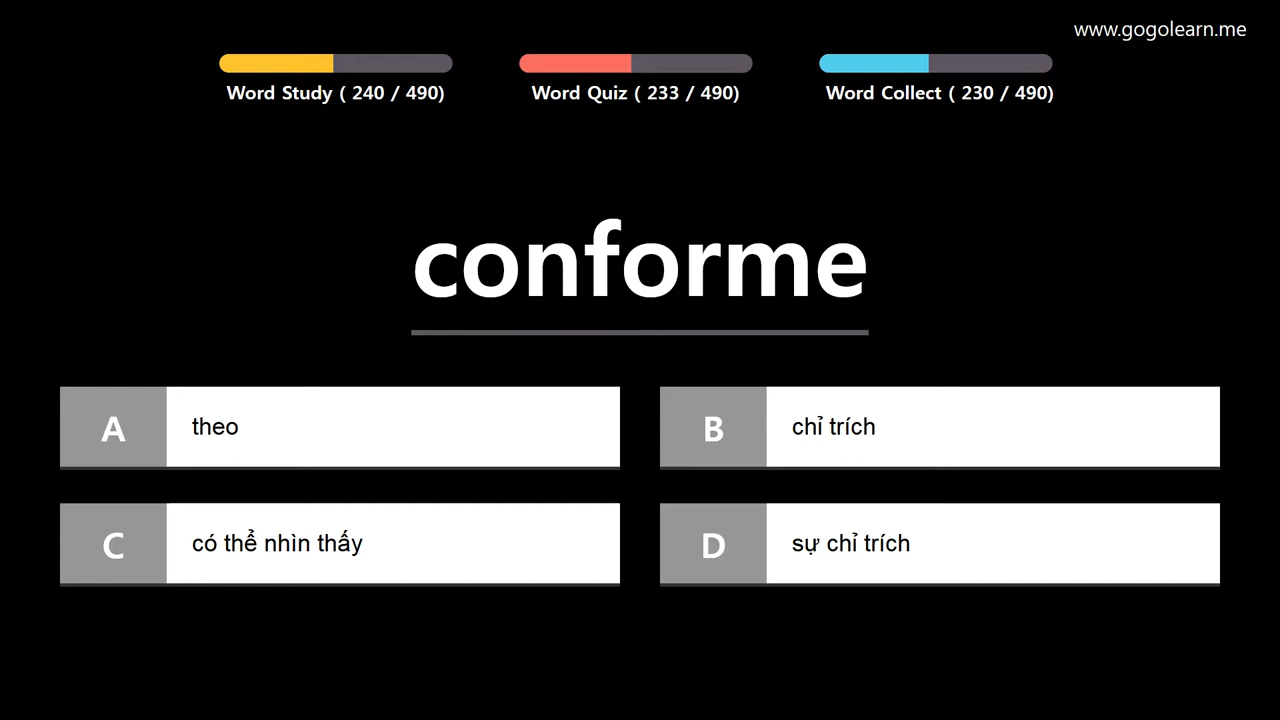 www.gogolearn.me
Word Study ( 240 / 490)
Word Quiz ( 233 / 490)
Word Collect ( 230 / 490)
conforme
A theo
B chỉ trích
C có thể nhìn thấy
D sự chỉ trích